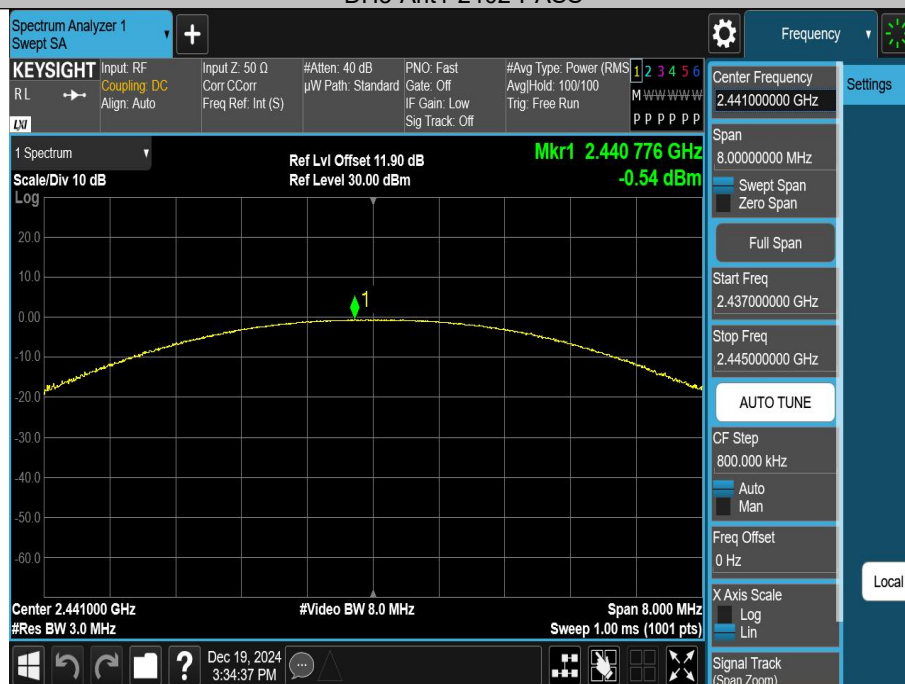 Spectrum Analyzer 1
Swept SA
+
Frequency
KEYSIGHT
RL
LXI
Input: RF
Coupling: DC
Align: Auto
Input Z: 50 Ω
Corr CCorr
Freq Ref: Int (S)
#Atten: 40 dB
µW Path: Standard
PNO: Fast
Gate: Off
IF Gain: Low
Sig Track: Off
#Avg Type: Power (RMS
Avg|Hold: 100/100
Trig: Free Run
1 2 3 4 5 6
M W W W W W
P P P P P P
1 Spectrum
Scale/Div 10 dB
Log
Ref Lvl Offset 11.90 dB
Ref Level 30.00 dBm
Mkr1 2.440 776 GHz
-0.54 dBm
20.0
10.0
0.00
-10.0
-20.0
-30.0
-40.0
-50.0
-60.0
1
Center 2.441000 GHz
#Res BW 3.0 MHz
#Video BW 8.0 MHz
Span 8.000 MHz
Sweep 1.00 ms (1001 pts)
Center Frequency
2.441000000 GHz
Settings
Span
8.00000000 MHz
Swept Span
Zero Span
Full Span
Start Freq
2.437000000 GHz
Stop Freq
2.445000000 GHz
AUTO TUNE
CF Step
800.000 kHz
Auto
Man
Freq Offset
0 Hz
X Axis Scale
Log
Lin
Local
Signal Track
(Span Zoom)
?
Dec 19, 2024
3:34:37 PM